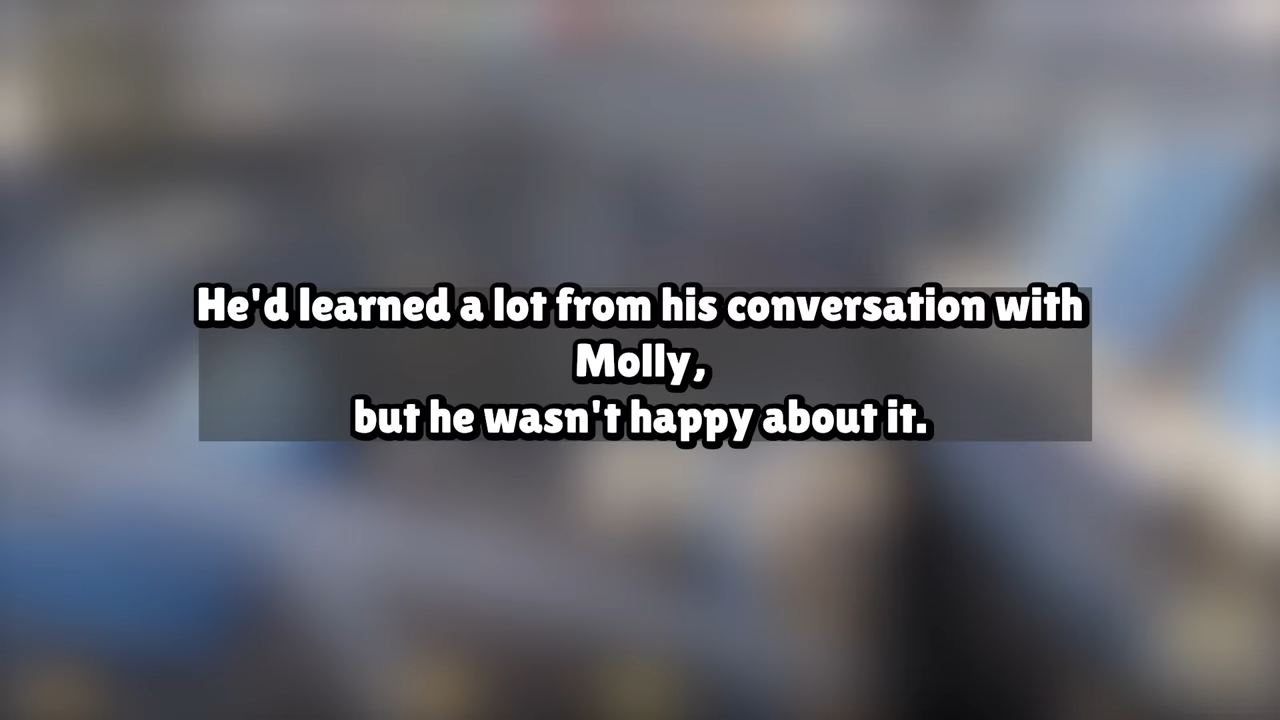 He'd learned a lot from his conversation with
Molly,
but he wasn't happy about it.